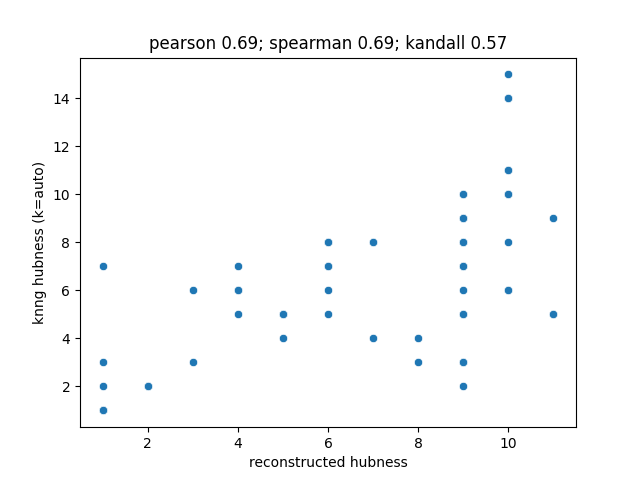 pearson 0.69; spearman 0.69; kandall 0.57
knng hubness (k=auto)
14
12
10
8
6
4
2
2 4 6 8 10
reconstructed hubness